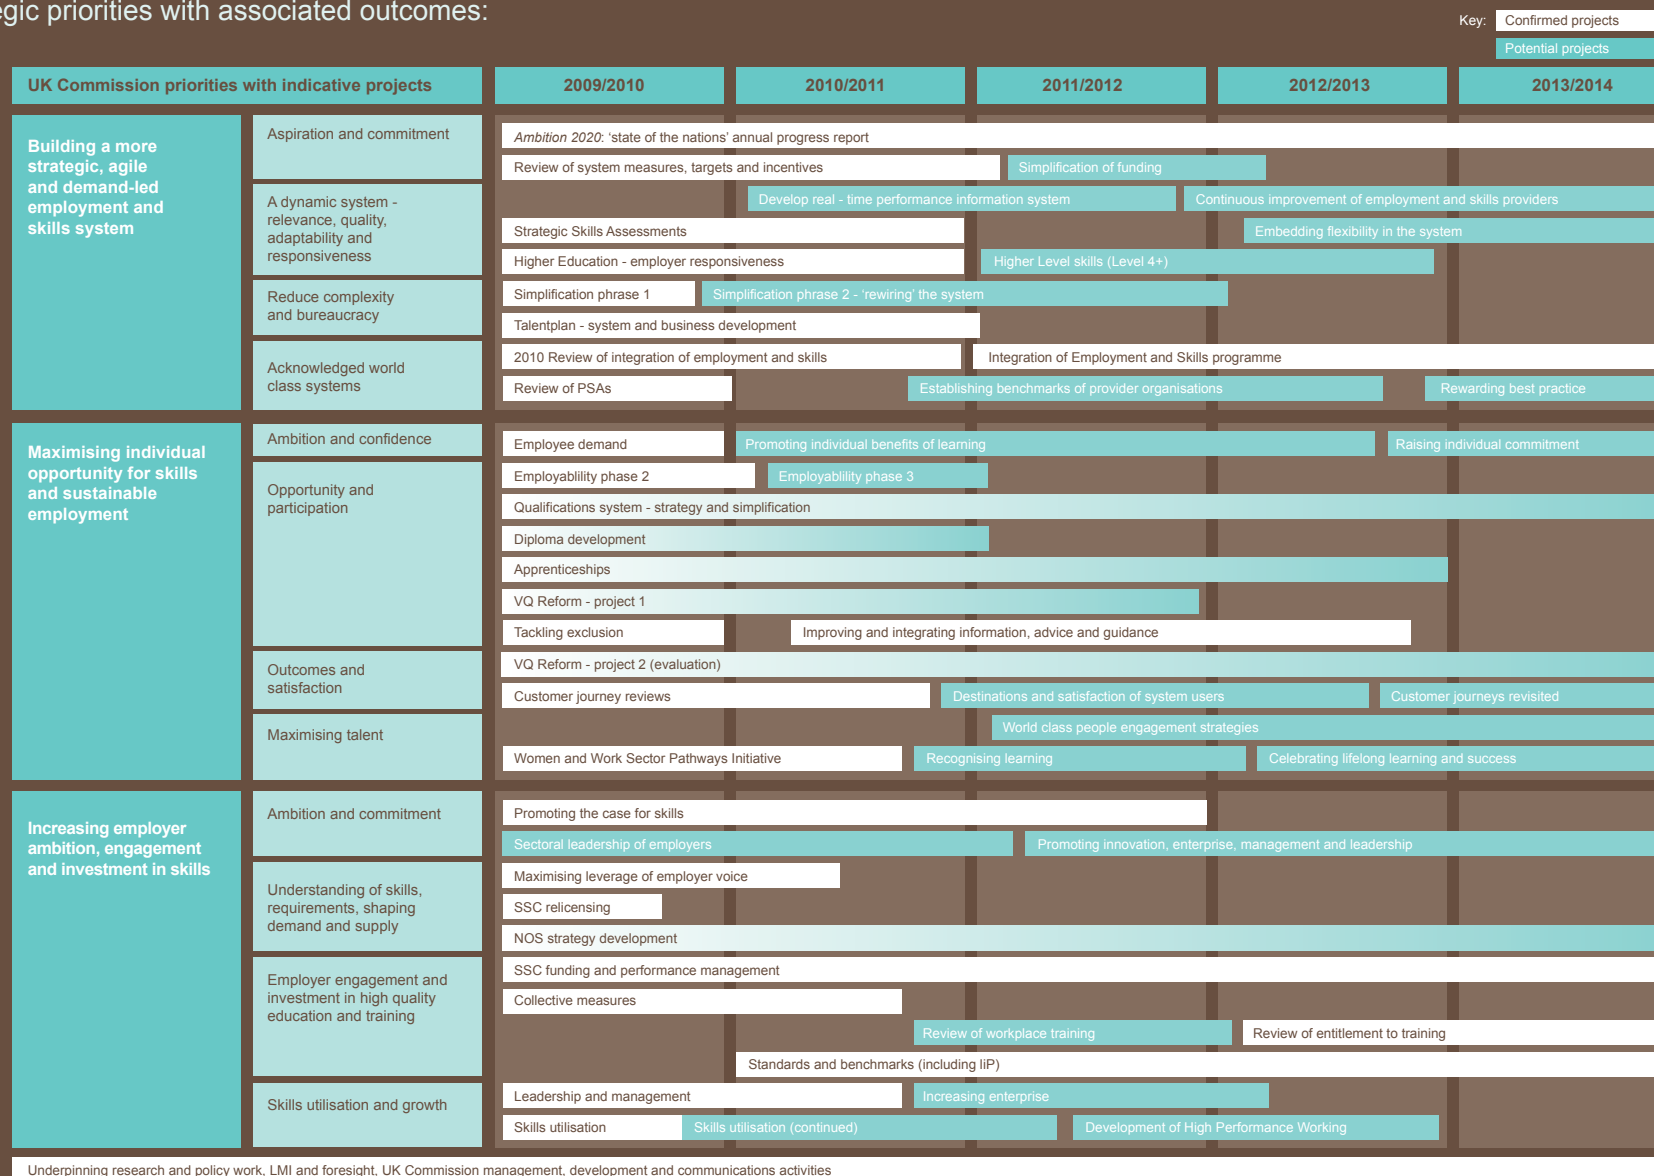 egic priorities with associated outcomes:
Key: Confirmed projects
Potential projects
UK Commission priorities with indicative projects 2009/2010 2010/2011 2011/2012 2012/2013 2013/2014
Building a more
strategic, agile
and demand-led
employment and
skills system
Aspiration and commitment
Ambition 2020: ‘state of the nations’ annual progress report
Review of system measures, targets and incentives Simplification of funding
A dynamic system -
relevance, quality,
adaptability and
responsiveness
Develop real - time performance information system Continuous improvement of employment and skills providers
Strategic Skills Assessments Embedding flexibility in the system
Higher Education - employer responsiveness Higher Level skills (Level 4+)
Reduce complexity
and bureaucracy
Simplification phrase 1 Simplification phrase 2 - ‘rewiring’ the system
Talentplan - system and business development
Acknowledged world
class systems
2010 Review of integration of employment and skills Integration of Employment and Skills programme
Review of PSAs Establishing benchmarks of provider organisations Rewarding best practice
Maximising individual
opportunity for skills
and sustainable
employment
Ambition and confidence
Employee demand Promoting individual benefits of learning Raising individual commitment
Opportunity and
participation
Employablility phase 2 Employablility phase 3
Qualifications system - strategy and simplification
Diploma development
Apprenticeships
VQ Reform - project 1
Tackling exclusion Improving and integrating information, advice and guidance
Outcomes and
satisfaction
VQ Reform - project 2 (evaluation)
Customer journey reviews Destinations and satisfaction of system users Customer journeys revisited
Maximising talent
World class people engagement strategies
Women and Work Sector Pathways Initiative Recognising learning Celebrating lifelong learning and success
Increasing employer
ambition, engagement
and investment in skills
Ambition and commitment
Promoting the case for skills
Sectoral leadership of employers Promoting innovation, enterprise, management and leadership
Understanding of skills,
requirements, shaping
demand and supply
Maximising leverage of employer voice
SSC relicensing
NOS strategy development
Employer engagement and
investment in high quality
education and training
SSC funding and performance management
Collective measures
Review of workplace training Review of entitlement to training
Standards and benchmarks (including IiP)
Skills utilisation and growth
Leadership and management Increasing enterprise
Skills utilisation Skills utilisation (continued) Development of High Performance Working
Underpinning research and policy work, LMI and foresight, UK Commission management, development and communications activities